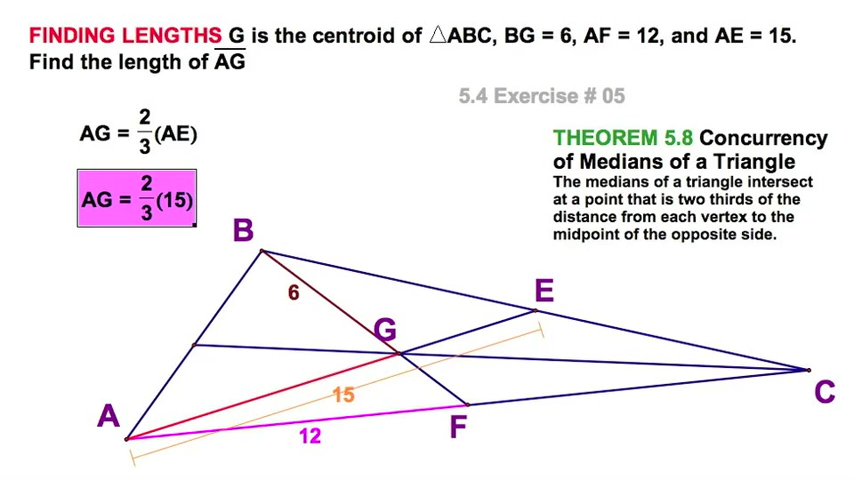 FINDING LENGTHS G is the centroid of △ABC, BG = 6, AF = 12, and AE = 15.
Find the length of AG
5.4 Exercise # 05
AG = 2/3 (AE)
AG = 2/3 (15)
THEOREM 5.8 Concurrency
of Medians of a Triangle
The medians of a triangle intersect
at a point that is two thirds of the
distance from each vertex to the
midpoint of the opposite side.
B
6
E
G
15
C
A
12
F